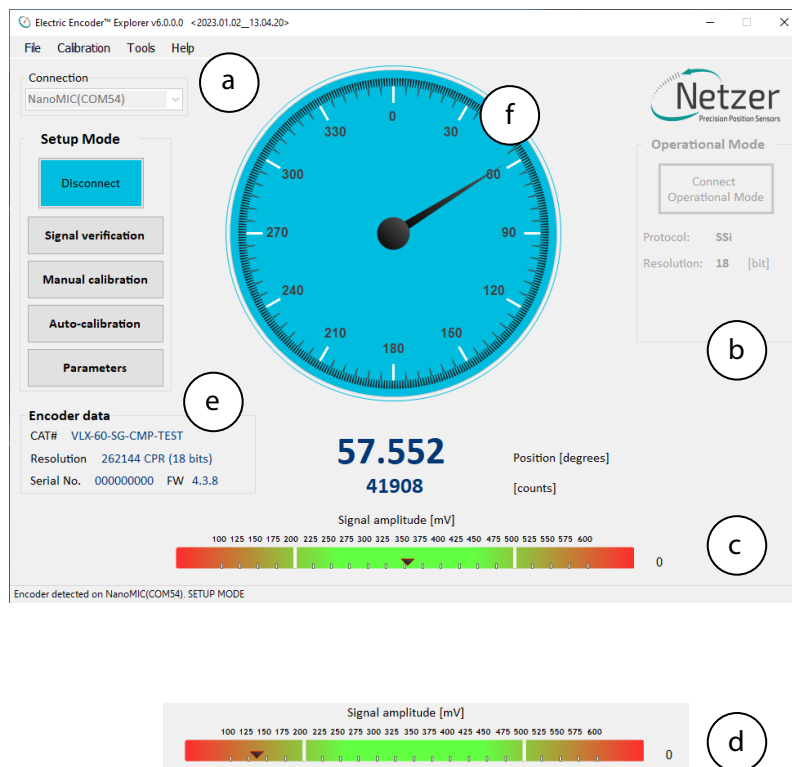 Electric Encoder™ Explorer v6.0.0.0 <2023.01.02__13.04.20>
File Calibration Tools Help
Connection
NanoMIC(COM54)
a
Setup Mode
Disconnect
Signal verification
Manual calibration
Auto-calibration
Parameters
e
Encoder data
CAT# VLX-60-SG-CMP-TEST
Resolution 262144 CPR (18 bits)
Serial No. 000000000 FW 4.3.8
f
0
30
60
90
120
150
180
210
240
270
300
330
Netzer
Precision Position Sensors
Operational Mode
Connect
Operational Mode
Protocol: SSi
Resolution: 18 [bit]
b
57.552 Position [degrees]
41908 [counts]
Signal amplitude [mV]
100 125 150 175 200 225 250 275 300 325 350 375 400 425 450 475 500 525 550 575 600
0
c
Encoder detected on NanoMIC(COM54). SETUP MODE
Signal amplitude [mV]
100 125 150 175 200 225 250 275 300 325 350 375 400 425 450 475 500 525 550 575 600
0
d